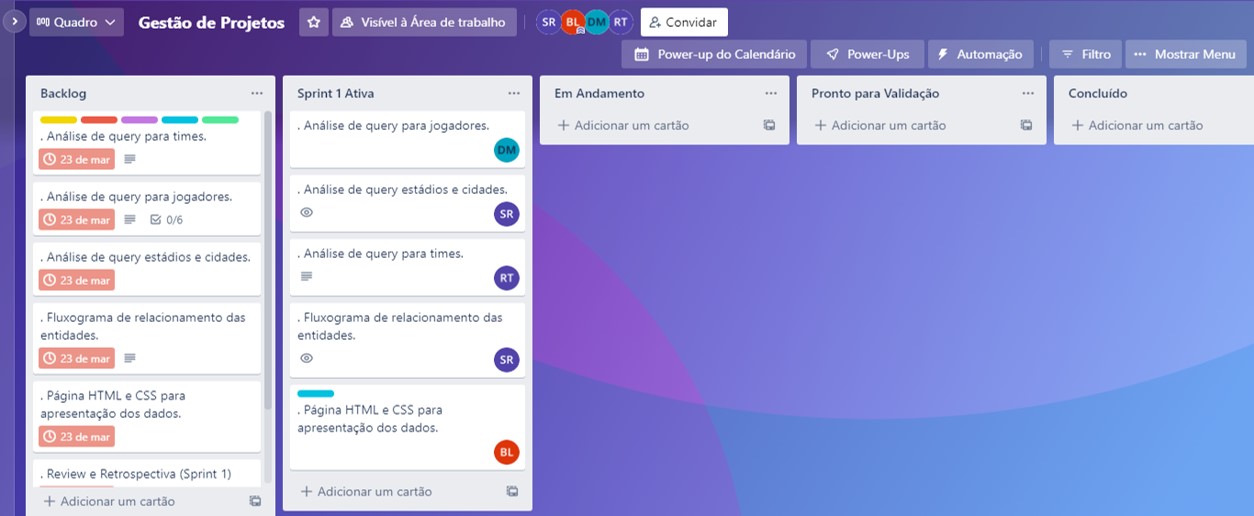 Quadro
Gestão de Projetos
Visível à Área de trabalho
SR BL DM RT
Convidar
Power-up do Calendário
Power-Ups
Automação
Filtro
Mostrar Menu
Backlog
. Análise de query para times.
23 de mar
. Análise de query para jogadores.
23 de mar
0/6
. Análise de query estádios e cidades.
23 de mar
. Fluxograma de relacionamento das
entidades.
23 de mar
. Página HTML e CSS para
apresentação dos dados.
23 de mar
. Review e Retrospectiva (Sprint 1)
+ Adicionar um cartão
Sprint 1 Ativa
. Análise de query para jogadores.
DM
. Análise de query estádios e cidades.
SR
. Análise de query para times.
RT
. Fluxograma de relacionamento das
entidades.
SR
. Página HTML e CSS para
apresentação dos dados.
BL
+ Adicionar um cartão
Em Andamento
+ Adicionar um cartão
Pronto para Validação
+ Adicionar um cartão
Concluído
+ Adicionar um cartão